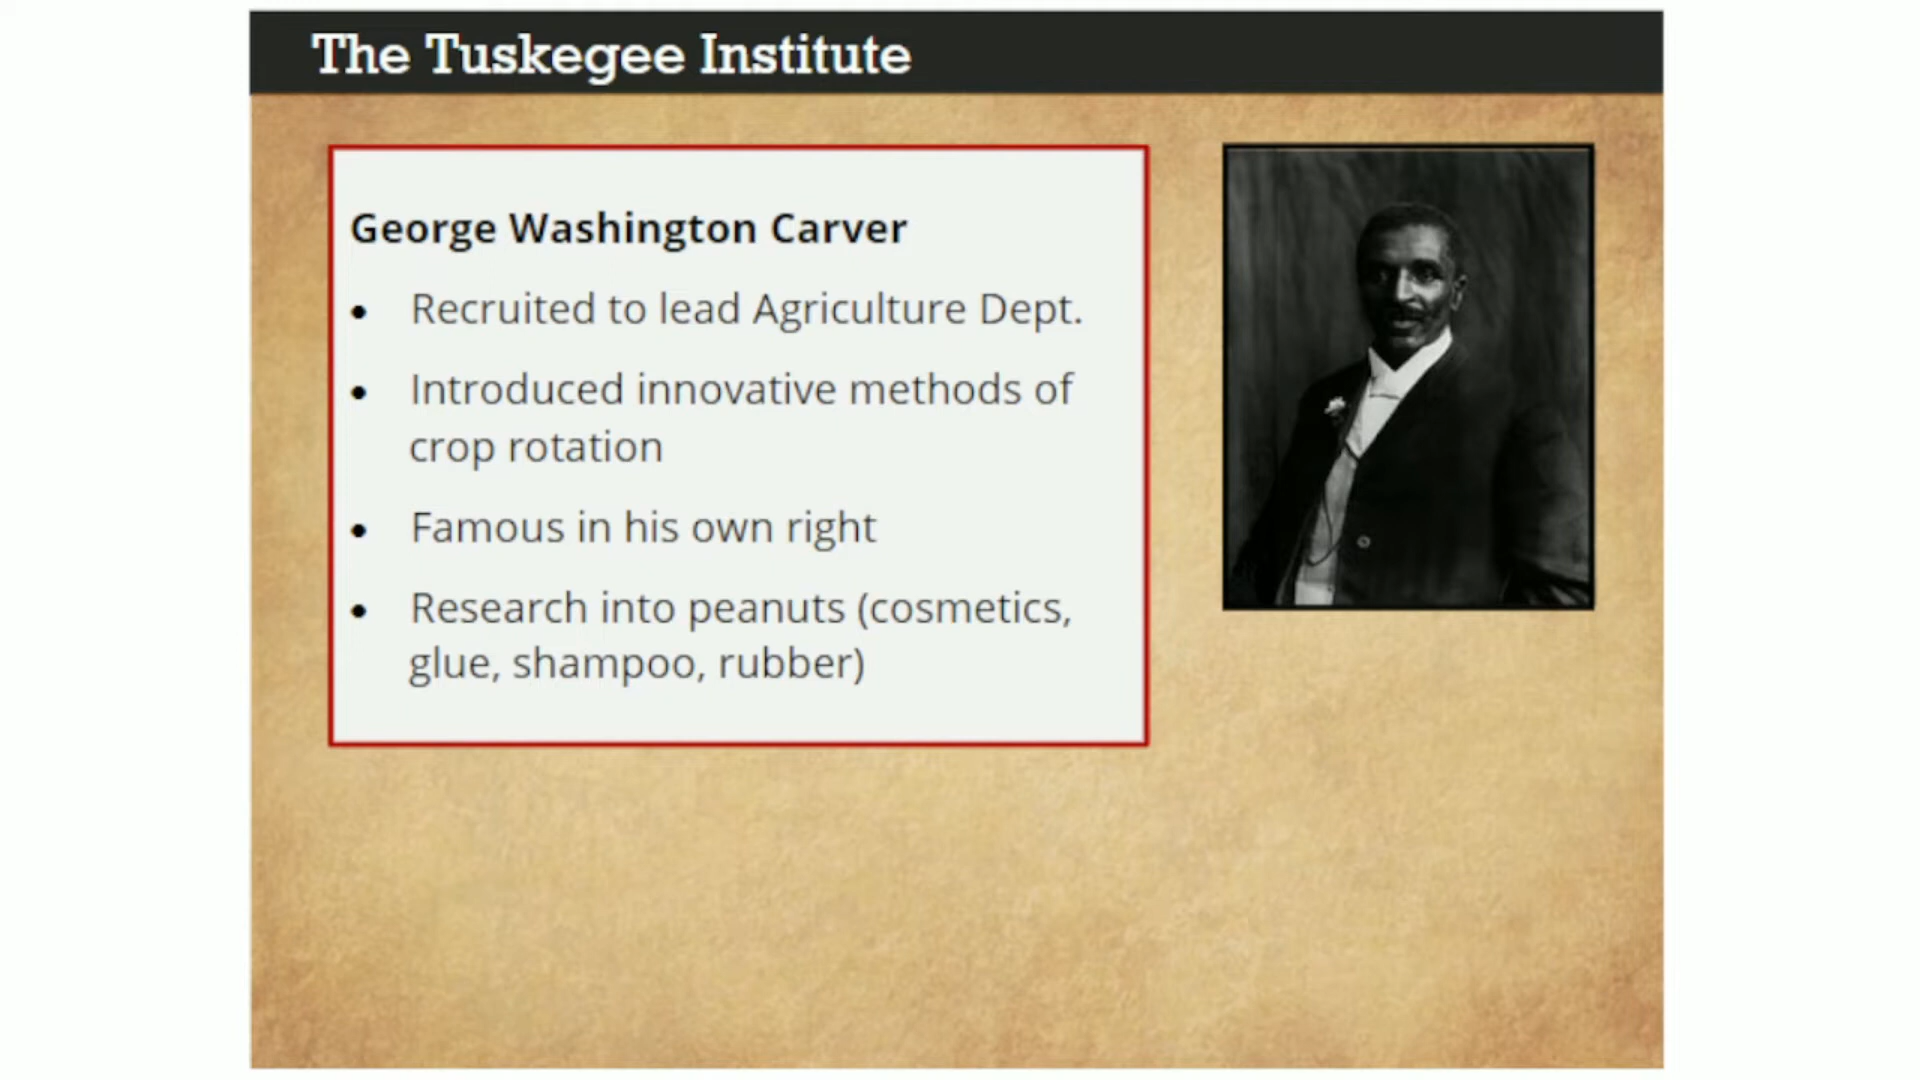 The Tuskegee Institute
George Washington Carver
• Recruited to lead Agriculture Dept.
• Introduced innovative methods of
crop rotation
• Famous in his own right
• Research into peanuts (cosmetics,
glue, shampoo, rubber)